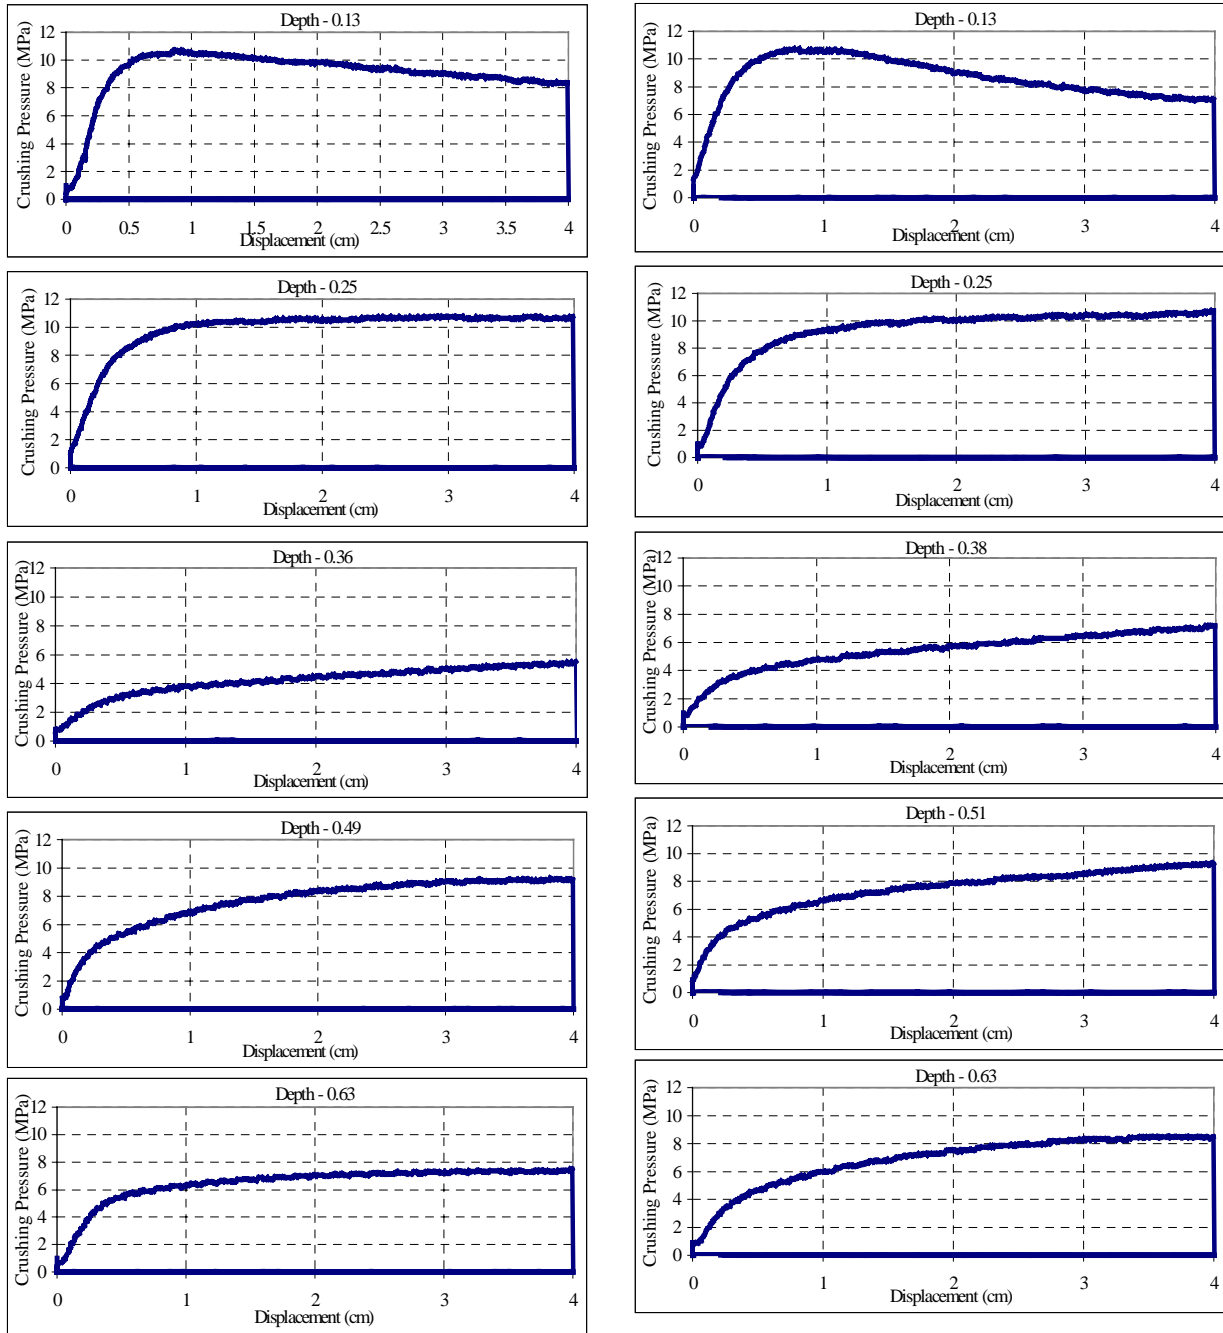 Depth - 0.13
Crushing Pressure (MPa)
12
10
8
6
4
2
0
0 0.5 1 1.5 2 2.5 3 3.5 4
Displacement (cm)
Depth - 0.13
Crushing Pressure (MPa)
12
10
8
6
4
2
0
0 1 2 3 4
Displacement (cm)
Depth - 0.25
Crushing Pressure (MPa)
12
10
8
6
4
2
0
0 1 2 3 4
Displacement (cm)
Depth - 0.25
Crushing Pressure (MPa)
12
10
8
6
4
2
0
0 1 2 3 4
Displacement (cm)
Depth - 0.36
Crushing Pressure (MPa)
12
10
8
6
4
2
0
0 1 2 3 4
Displacement (cm)
Depth - 0.38
Crushing Pressure (MPa)
12
10
8
6
4
2
0
0 1 2 3 4
Displacement (cm)
Depth - 0.49
Crushing Pressure (MPa)
12
10
8
6
4
2
0
0 1 2 3 4
Displacement (cm)
Depth - 0.51
Crushing Pressure (MPa)
12
10
8
6
4
2
0
0 1 2 3 4
Displacement (cm)
Depth - 0.63
Crushing Pressure (MPa)
12
10
8
6
4
2
0
0 1 2 3 4
Displacement (cm)
Depth - 0.63
Crushing Pressure (MPa)
12
10
8
6
4
2
0
0 1 2 3 4
Displacement (cm)